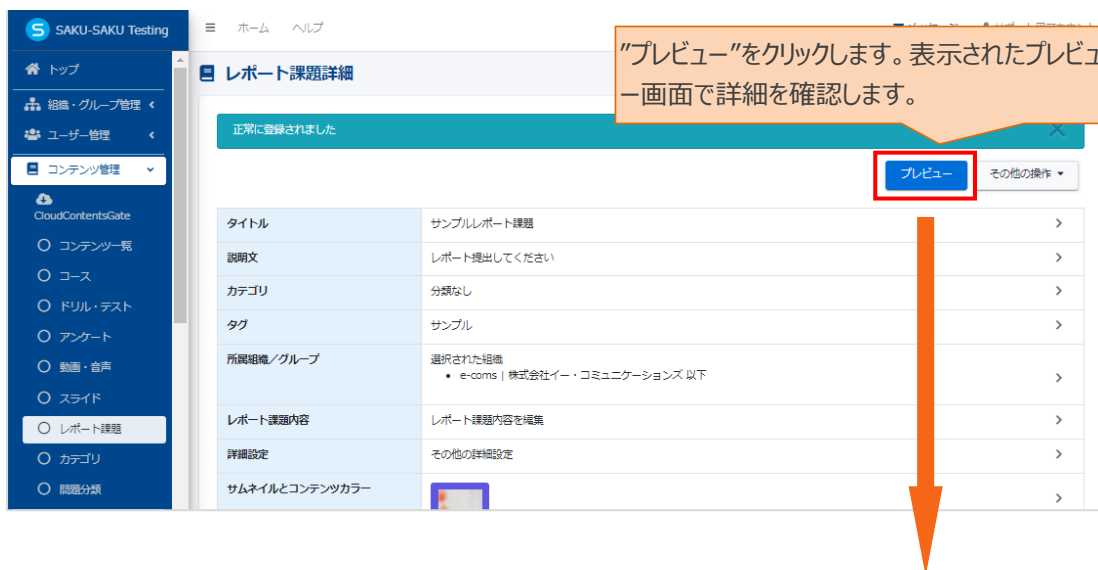 SAKU-SAKU Testing
ホーム ヘルプ
"プレビュー"をクリックします。表示されたプレビュ
ー画面で詳細を確認します。
トップ
組織・グループ管理
ユーザー管理
コンテンツ管理
CloudContentsGate
コンテンツ一覧
コース
ドリル・テスト
アンケート
動画・音声
スライド
レポート課題
カテゴリ
問題分類
レポート課題詳細
正常に登録されました
プレビュー その他の操作
タイトル サンプルレポート課題
説明文 レポート提出してください
カテゴリ 分類なし
タグ サンプル
所属組織/グループ 選択された組織
• e-coms | 株式会社イー・コミュニケーションズ 以下
レポート課題内容 レポート課題内容を編集
詳細設定 その他の詳細設定
サムネイルとコンテンツカラー